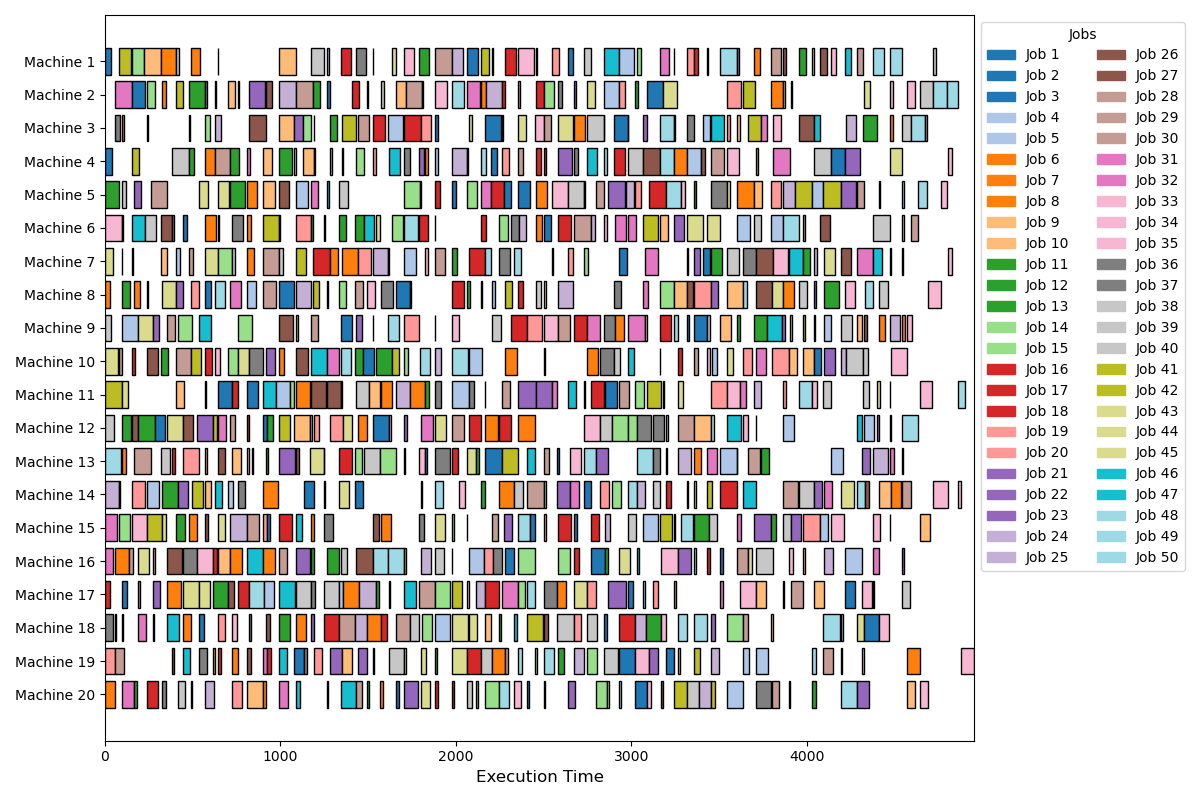 Machine 1
Machine 2
Machine 3
Machine 4
Machine 5
Machine 6
Machine 7
Machine 8
Machine 9
Machine 10
Machine 11
Machine 12
Machine 13
Machine 14
Machine 15
Machine 16
Machine 17
Machine 18
Machine 19
Machine 20
0 1000 2000 3000 4000
Execution Time
Jobs
Job 1
Job 2
Job 3
Job 4
Job 5
Job 6
Job 7
Job 8
Job 9
Job 10
Job 11
Job 12
Job 13
Job 14
Job 15
Job 16
Job 17
Job 18
Job 19
Job 20
Job 21
Job 22
Job 23
Job 24
Job 25
Job 26
Job 27
Job 28
Job 29
Job 30
Job 31
Job 32
Job 33
Job 34
Job 35
Job 36
Job 37
Job 38
Job 39
Job 40
Job 41
Job 42
Job 43
Job 44
Job 45
Job 46
Job 47
Job 48
Job 49
Job 50